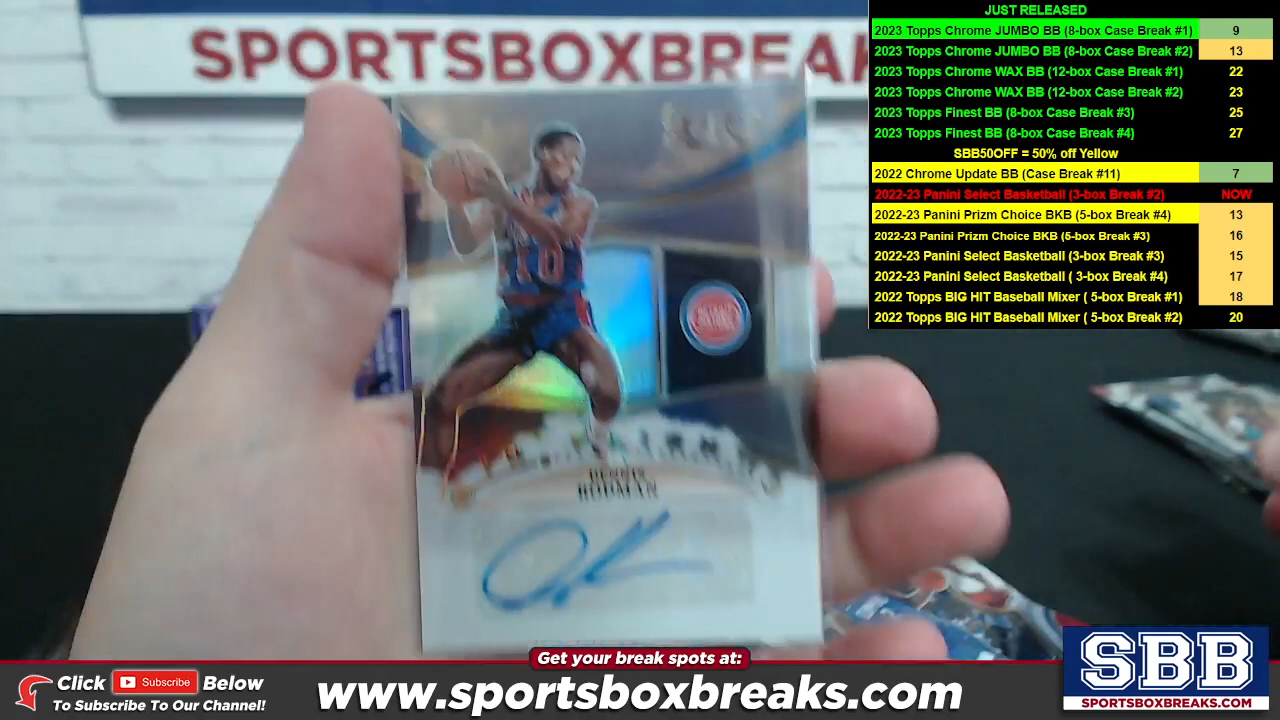 SPORTSBOXBREAK
JUST RELEASED
2023 Topps Chrome JUMBO BB (8-box Case Break #1) 9
2023 Topps Chrome JUMBO BB (8-box Case Break #2) 13
2023 Topps Chrome WAX BB (12-box Case Break #1) 22
2023 Topps Chrome WAX BB (12-box Case Break #2) 23
2023 Topps Finest BB (8-box Case Break #3) 25
2023 Topps Finest BB (8-box Case Break #4) 27
SBB50OFF = 50% off Yellow
2022 Chrome Update BB (Case Break #11) 7
2022-23 Panini Select Basketball (3-box Break #2) NOW
2022-23 Panini Prizm Choice BKB (5-box Break #4) 13
2022-23 Panini Prizm Choice BKB (5-box Break #3) 16
2022-23 Panini Select Basketball (3-box Break #3) 15
2022-23 Panini Select Basketball ( 3-box Break #4) 17
2022 Topps BIG HIT Baseball Mixer ( 5-box Break #1) 18
2022 Topps BIG HIT Baseball Mixer ( 5-box Break #2) 20
10
PISTONS
DENNIS
RODMAN
Get your break spots at:
Click Subscribe Below
To Subscribe To Our Channel!
www.sportsboxbreaks.com
SBB
SPORTSBOXBREAKS.COM